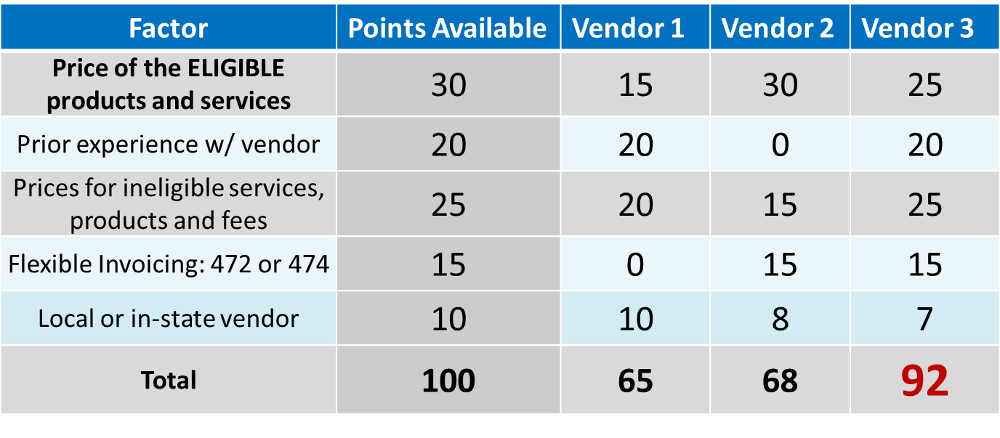 Factor Points Available Vendor 1 Vendor 2 Vendor 3
Price of the ELIGIBLE
products and services 30 15 30 25
Prior experience w/ vendor 20 20 0 20
Prices for ineligible services,
products and fees 25 20 15 25
Flexible Invoicing: 472 or 474 15 0 15 15
Local or in-state vendor 10 10 8 7
Total 100 65 68 92